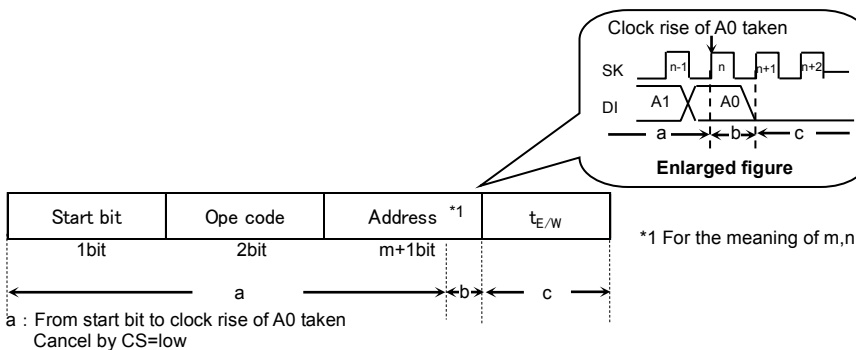 Clock rise of A0 taken
SK n-1 n n+1 n+2
DI A1 A0
a b c
Enlarged figure
Start bit Ope code Address *1 tE/W
1bit 2bit m+1bit
*1 For the meaning of m,n
a b c
a : From start bit to clock rise of A0 taken
Cancel by CS=low